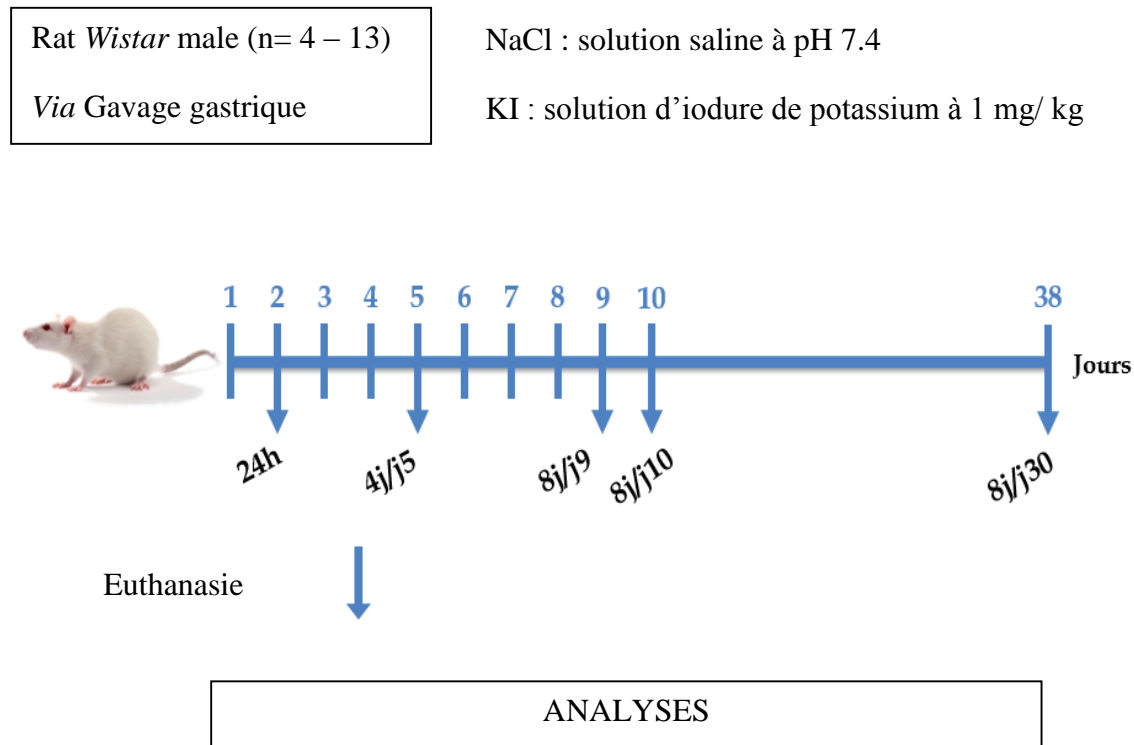 Rat Wistar male (n= 4 – 13)
Via Gavage gastrique
NaCl : solution saline à pH 7.4
KI : solution d'iodure de potassium à 1 mg/ kg
1 2 3 4 5 6 7 8 9 10 38
Jours
24h 4j/j5 8j/j9 8j/j10 8j/j30
Euthanasie
ANALYSES